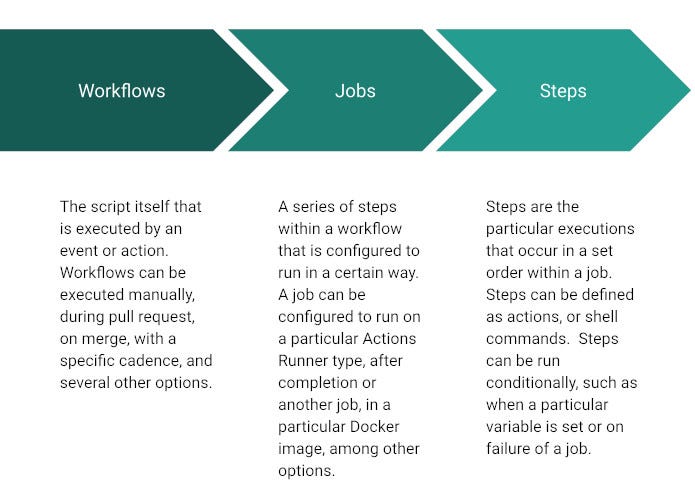 Workflows
Jobs
Steps
The script itself that
is executed by an
event or action.
Workflows can be
executed manually,
during pull request,
on merge, with a
specific cadence, and
several other options.
A series of steps
within a workflow
that is configured to
run in a certain way.
A job can be
configured to run on
a particular Actions
Runner type, after
completion or
another job, in a
particular Docker
image, among other
options.
Steps are the
particular executions
that occur in a set
order within a job.
Steps can be defined
as actions, or shell
commands.  Steps
can be run
conditionally, such as
when a particular
variable is set or on
failure of a job.